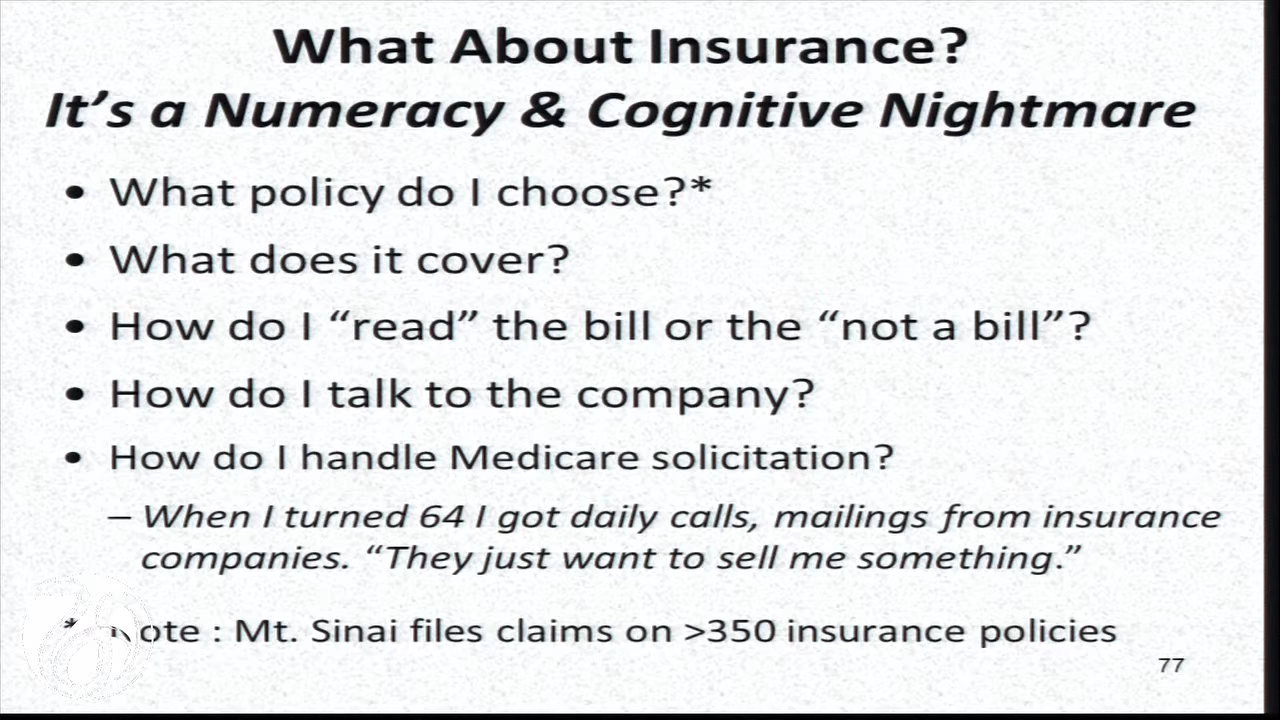 What About Insurance?
It's a Numeracy & Cognitive Nightmare
• What policy do I choose?*
• What does it cover?
• How do I “read” the bill or the “not a bill”?
• How do I talk to the company?
• How do I handle Medicare solicitation?
– When I turned 64 I got daily calls, mailings from insurance
companies. “They just want to sell me something.”
* Note : Mt. Sinai files claims on >350 insurance policies
77